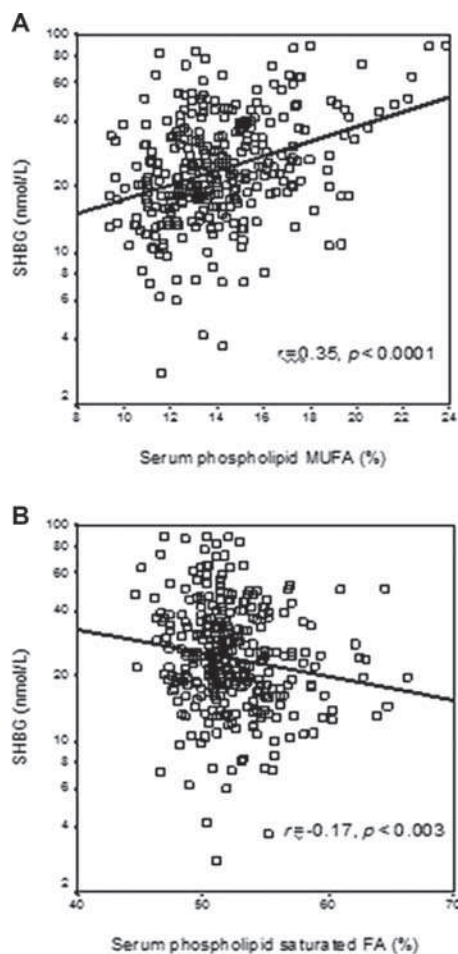 A
100
80
60
40
20
10
8
6
4
2
SHBG (nmol/L)
r=0.35, p<0.0001
8 10 12 14 16 18 20 22 24
Serum phospholipid MUFA (%)
B
100
80
60
40
20
10
8
6
4
2
SHBG (nmol/L)
r=-0.17, p<0.003
40 50 60 70
Serum phospholipid saturated FA (%)